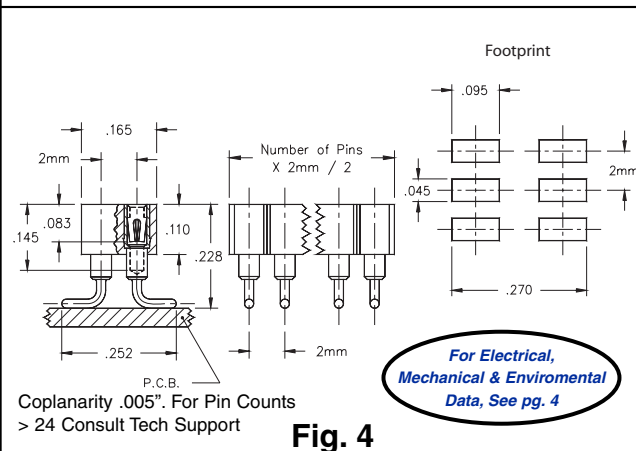 Footprint
.095
.165
2mm
Number of Pins
X 2mm / 2
2mm
.045
.083
.110
.145
.228
.270
.252
2mm
P.C.B.
For Electrical,
Mechanical & Enviromental
Data, See pg. 4
Coplanarity .005". For Pin Counts
> 24 Consult Tech Support
Fig. 4